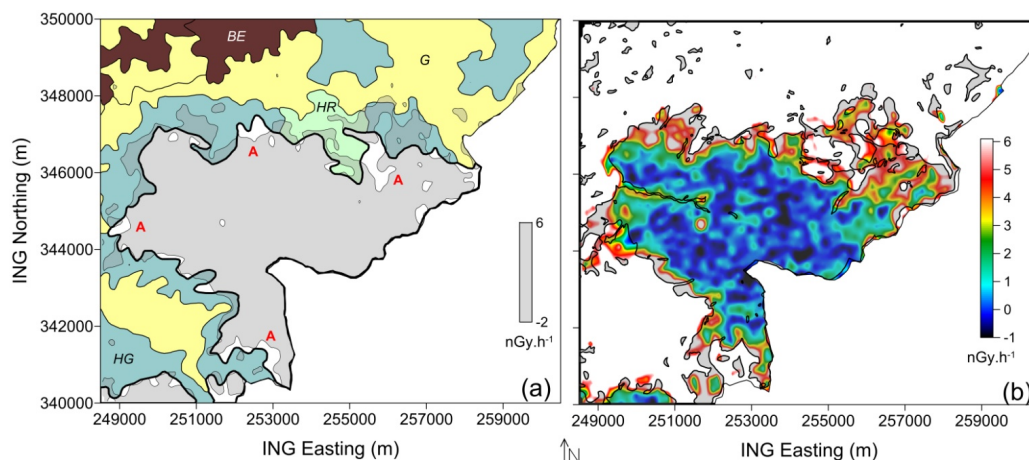 350000
348000
346000
344000
342000
340000
ING Northing (m)
BE
G
HR
A
A
A
A
HG
6
-2
nGy.h-1
(a)
249000 251000 253000 255000 257000 259000
ING Easting (m)
N
6
5
4
3
2
1
0
-1
nGy.h-1
(b)
249000 251000 253000 255000 257000 259000
ING Easting (m)